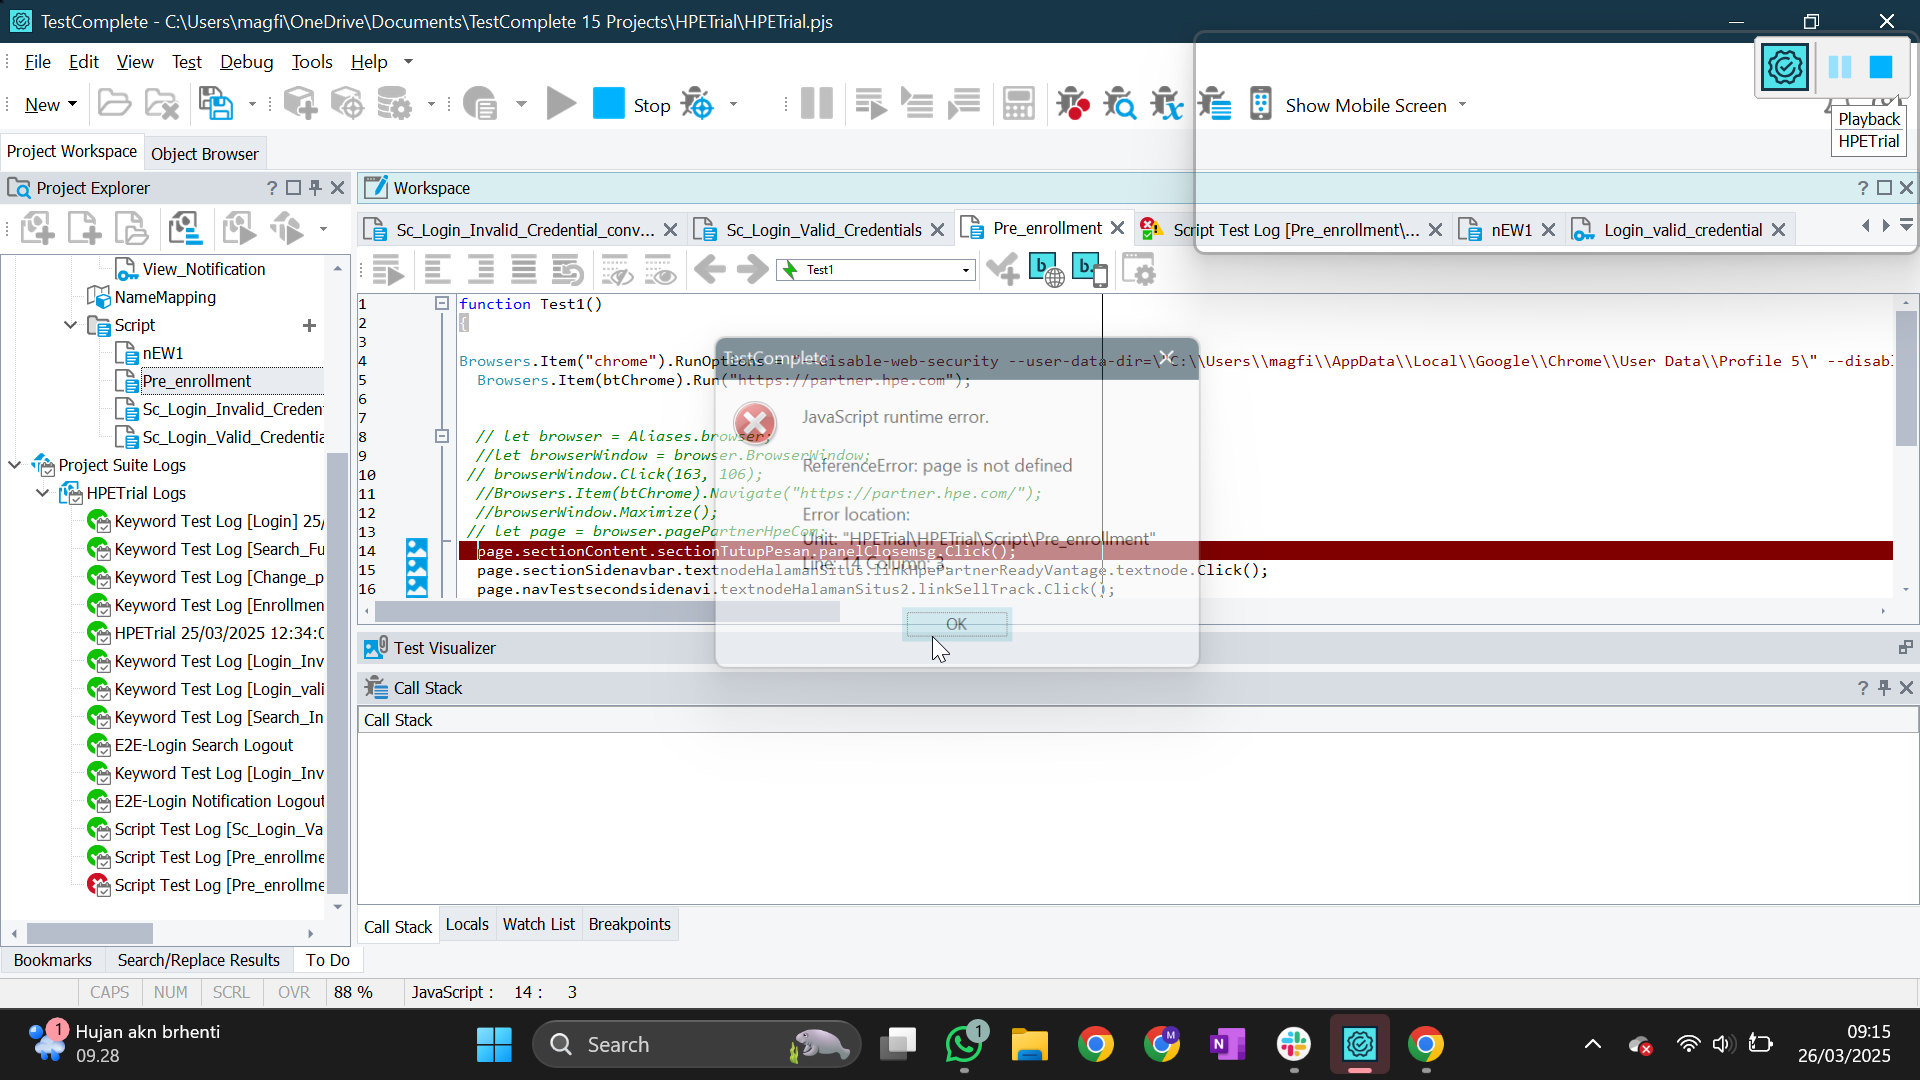 TestComplete - C:\Users\magfi\OneDrive\Documents\TestComplete 15 Projects\HPETrial\HPETrial.pjs
File Edit View Test Debug Tools Help
New Stop Show Mobile Screen
Playback
HPETrial
Project Workspace Object Browser
Project Explorer
Workspace
Sc_Login_Invalid_Credential_conv... Sc_Login_Valid_Credentials Pre_enrollment Script Test Log [Pre_enrollment\... nEW1 Login_valid_credential
Test1
View_Notification
NameMapping
Script
nEW1
Pre_enrollment
Sc_Login_Invalid_Creden
Sc_Login_Valid_Credentia
Project Suite Logs
HPETrial Logs
Keyword Test Log [Login] 25/
Keyword Test Log [Search_Fu
Keyword Test Log [Change_p
Keyword Test Log [Enrollmen
HPETrial 25/03/2025 12:34:0
Keyword Test Log [Login_Inv
Keyword Test Log [Login_vali
Keyword Test Log [Search_In
E2E-Login Search Logout
Keyword Test Log [Login_Inv
E2E-Login Notification Logout
Script Test Log [Sc_Login_Va
Script Test Log [Pre_enrollme
Script Test Log [Pre_enrollme
1 function Test1()
2 {
3
4 Browsers.Item("chrome").RunOptions = "--disable-web-security --user-data-dir=\"C:\\Users\\magfi\\AppData\\Local\\Google\\Chrome\\User Data\\Profile 5\" --disabl
5 Browsers.Item(btChrome).Run("https://partner.hpe.com");
6
7
8 // let browser = Aliases.browser;
9 //let browserWindow = browser.BrowserWindow;
10 // browserWindow.Click(163, 106);
11 //Browsers.Item(btChrome).Navigate("https://partner.hpe.com/");
12 //browserWindow.Maximize();
13 // let page = browser.pagePartnerHpeCom;
14 page.sectionContent.sectionTutupPesan.panelClosemsg.Click();
15 page.sectionSidenavbar.textnodeHalamanSitus.linkHpePartnerReadyVantage.textnode.Click();
16 page.navTestsecondsidenavi.textnodeHalamanSitus2.linkSellTrack.Click();
TestComplete
JavaScript runtime error.
ReferenceError: page is not defined
Error location:
Unit: "HPETrial\HPETrial\Script\Pre_enrollment"
Line: 14 Column: 3.
OK
Test Visualizer
Call Stack
Call Stack
Call Stack Locals Watch List Breakpoints
Bookmarks Search/Replace Results To Do
CAPS NUM SCRL OVR 88 % JavaScript : 14 : 3
1 Hujan akn brhenti
09.28
Search
1
09:15
26/03/2025